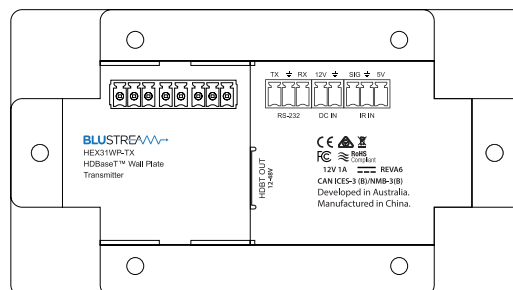 TX ⏚ RX 12V ⏚ SIG ⏚ 5V
RS-232 DC IN IR IN
BLUSTREAM
HEX31WP-TX
HDBaseT™ Wall Plate
Transmitter
HDBT OUT
12-48V
CE FC RoHS
Compliant
12V 1A REVA6
CAN ICES-3 (B)/NMB-3(B)
Developed in Australia.
Manufactured in China.